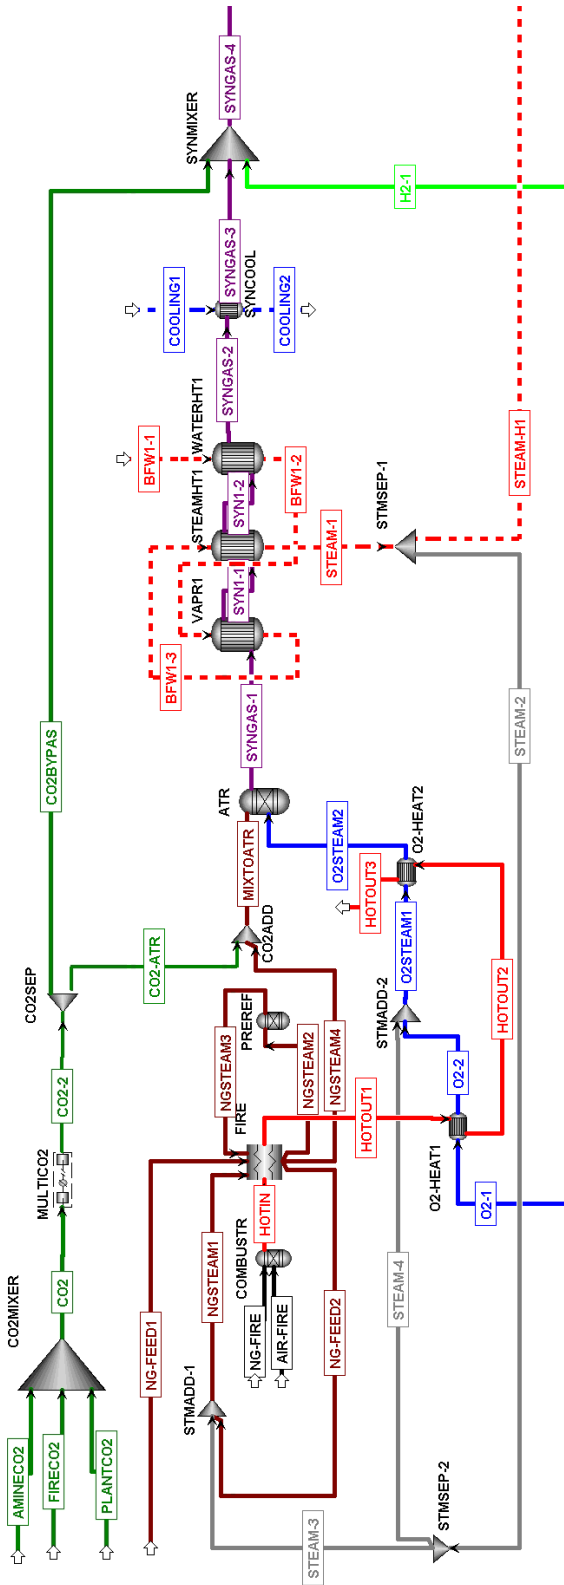 AMINECO2
FIRECO2
PLANTCO2
CO2MIXER
CO2
MULTICO2
CO2-2
CO2SEP
CO2-ATR
CO2BYPAS
NG-FEED1
STMADD-1
NGSTEAM1
NG-FIRE
AIR-FIRE
COMBUSTR
HOTIN
NG-FEED2
FIRE
NGSTEAM3
PREREF
NGSTEAM2
NGSTEAM4
CO2ADD
MIXTOATR
ATR
SYNGAS-1
VAPR1
BFW1-3
SYN1-1
STEAMHT1
SYN1-2
WATERHT1
BFW1-1
BFW1-2
SYNGAS-2
COOLING1
SYNCOOL
COOLING2
SYNGAS-3
SYNMIXER
SYNGAS-4
H2-1
STEAM-1
STMSEP-1
STEAM-H1
STEAM-2
STMSEP-2
STEAM-3
STEAM-4
O2-1
O2-HEAT1
HOTOUT1
O2-2
STMADD-2
O2STEAM1
HOTOUT2
O2-HEAT2
HOTOUT3
O2STEAM2